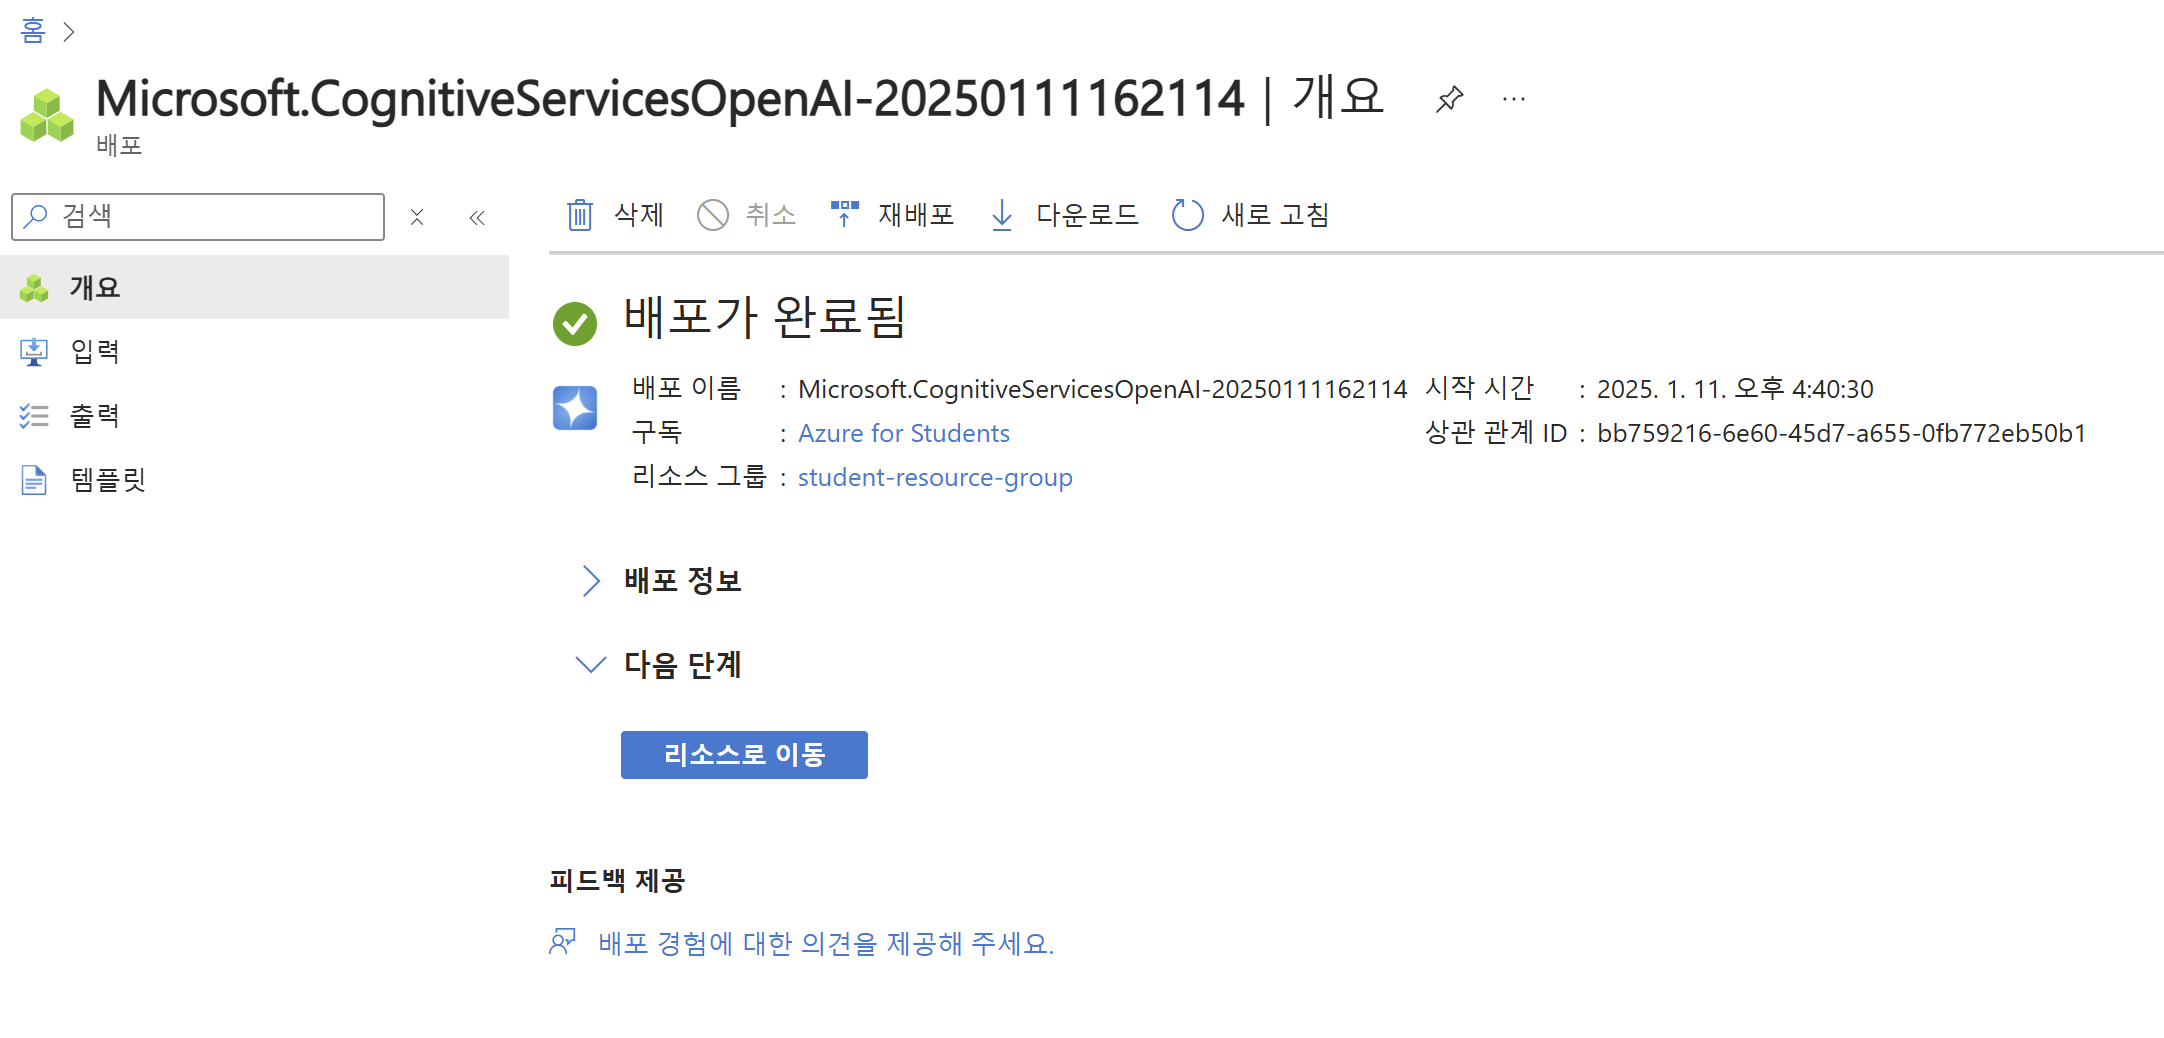 홈
Microsoft.CognitiveServicesOpenAI-20250111162114 | 개요
배포
검색
삭제 취소 재배포 다운로드 새로 고침
개요
입력
출력
템플릿
배포가 완료됨
배포 이름 : Microsoft.CognitiveServicesOpenAI-20250111162114 시작 시간 : 2025. 1. 11. 오후 4:40:30
구독 : Azure for Students 상관 관계 ID : bb759216-6e60-45d7-a655-0fb772eb50b1
리소스 그룹 : student-resource-group
배포 정보
다음 단계
리소스로 이동
피드백 제공
배포 경험에 대한 의견을 제공해 주세요.